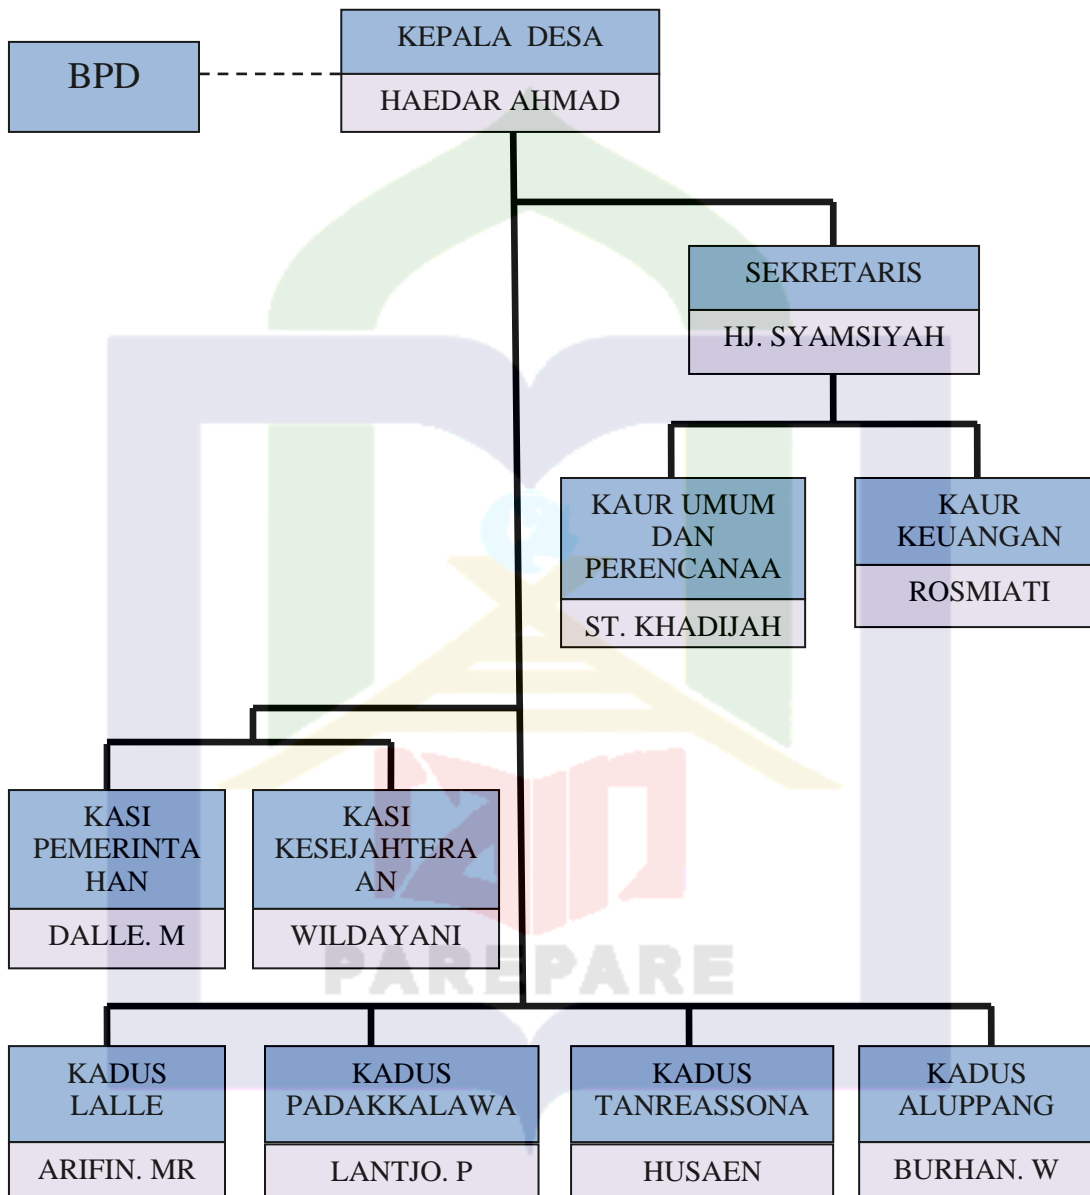 KEPALA DESA
BPD
HAEDAR AHMAD
SEKRETARIS
HJ. SYAMSIYAH
KAUR UMUM
DAN
PERENCANAA
ST. KHADIJAH
KAUR
KEUANGAN
ROSMIATI
KASI
PEMERINTA
HAN
DALLE. M
KASI
KESEJAHTERA
AN
WILDAYANI
PAREPARE
KADUS
LALLE
ARIFIN. MR
KADUS
PADAKKALAWA
LANTJO. P
KADUS
TANREASSONA
HUSAEN
KADUS
ALUPPANG
BURHAN. W